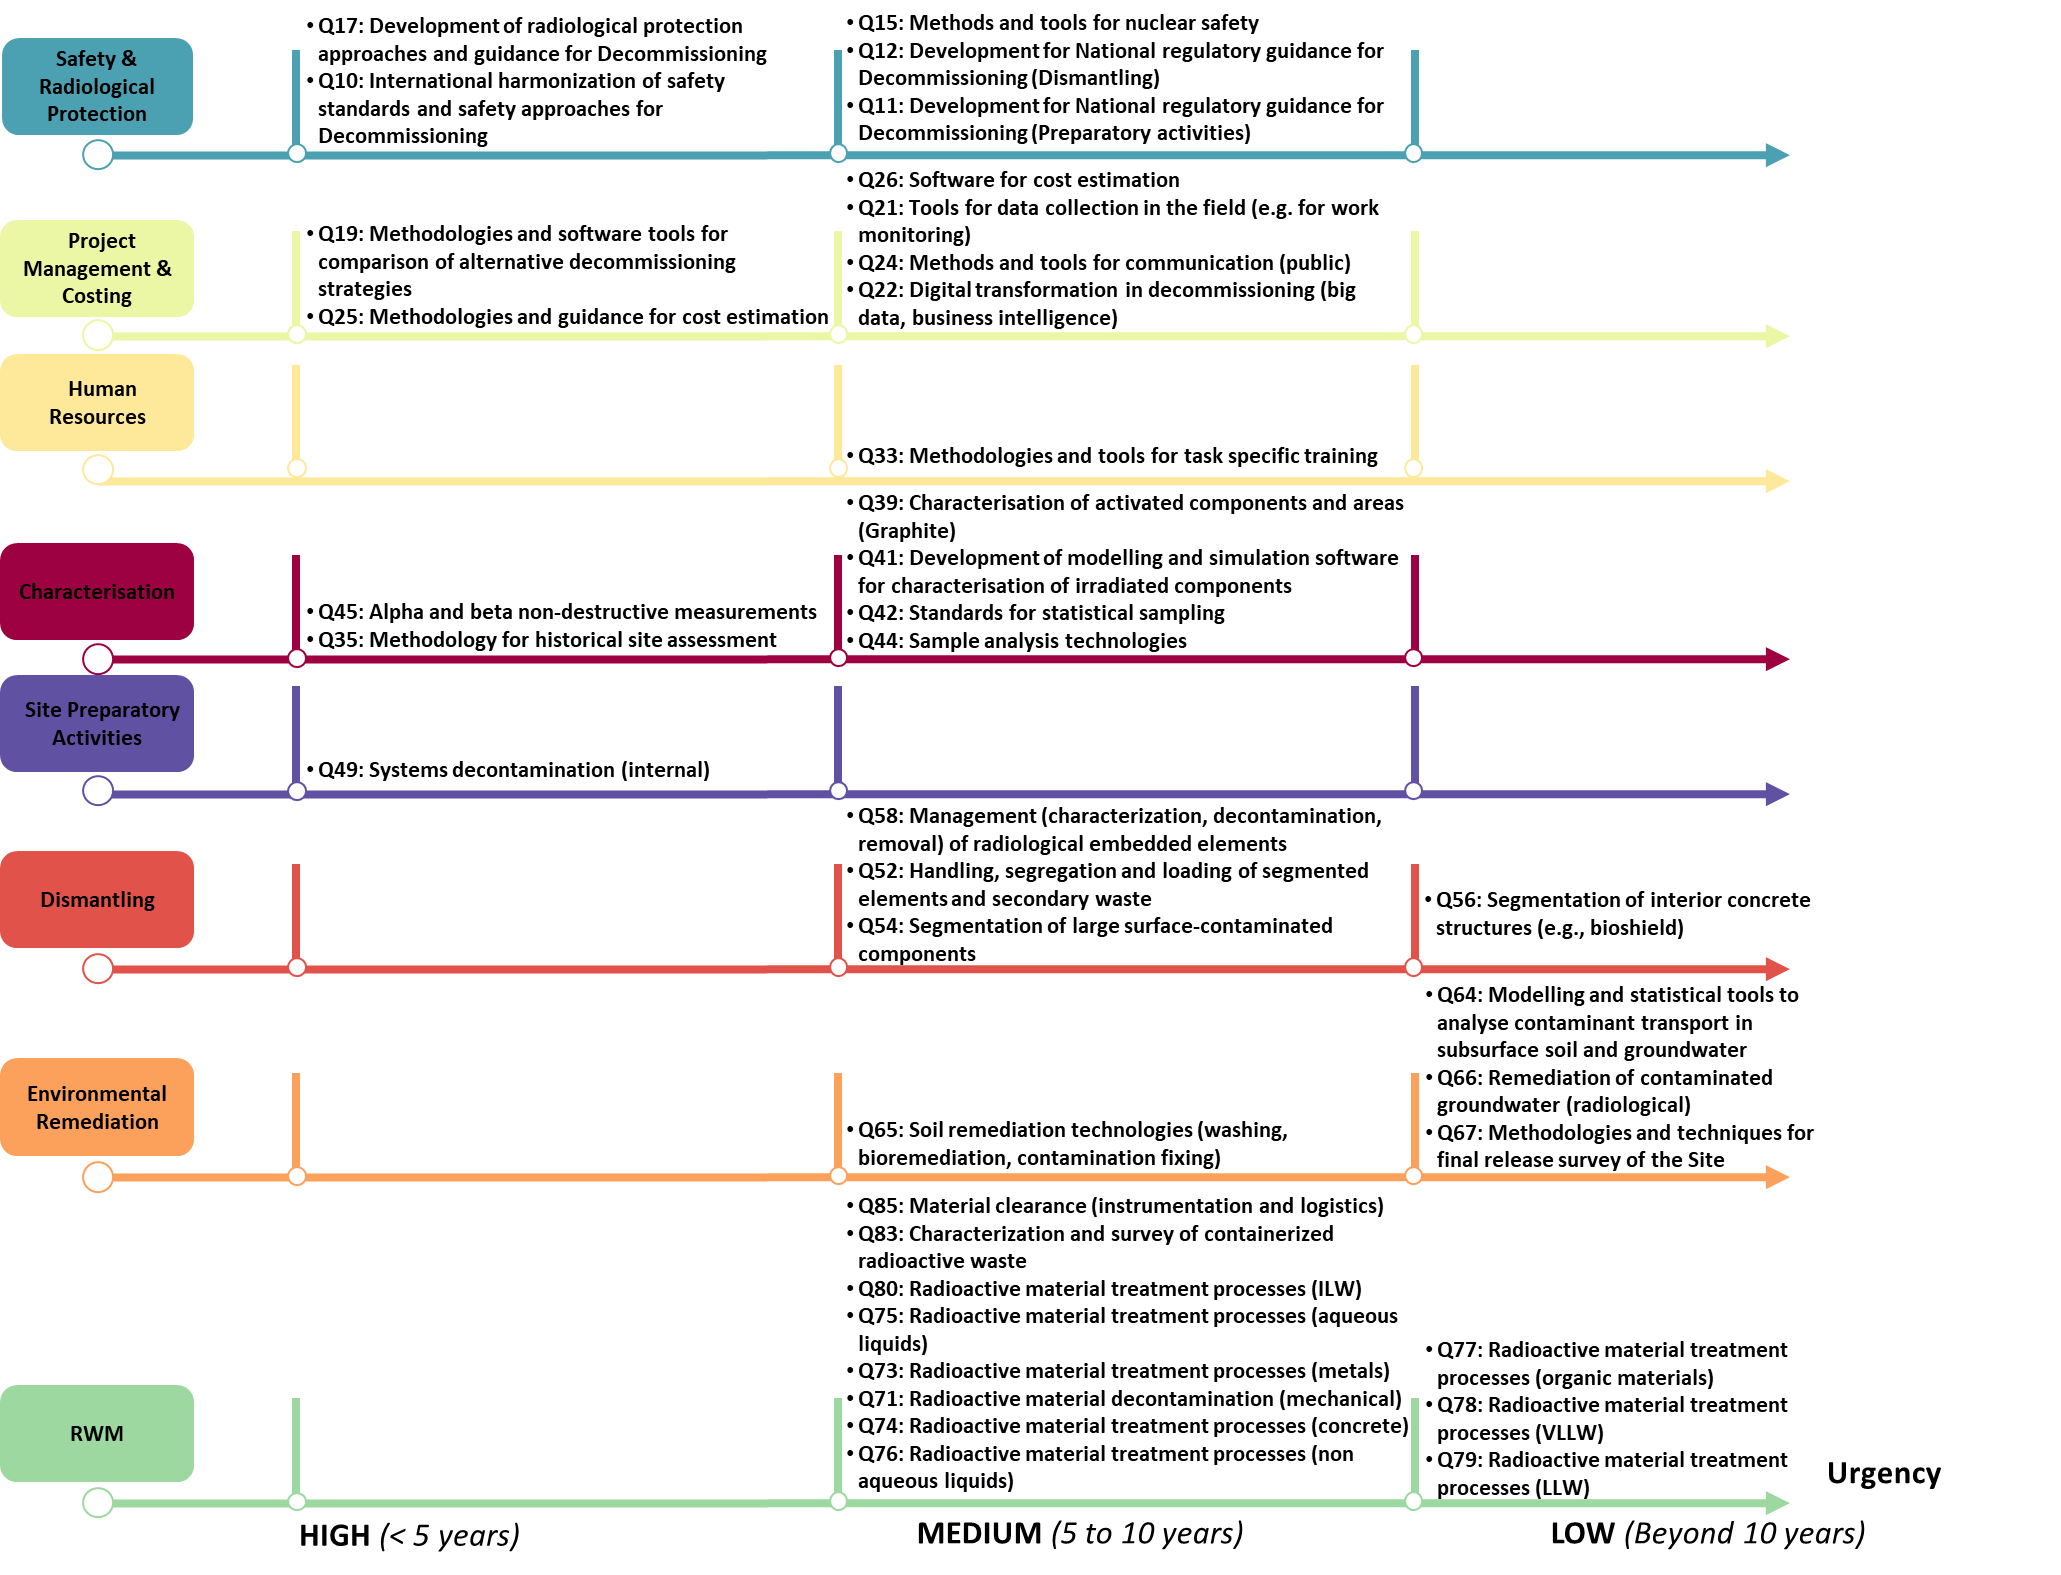 Safety &
Radiological
Protection
• Q17: Development of radiological protection
approaches and guidance for Decommissioning
• Q10: International harmonization of safety
standards and safety approaches for
Decommissioning
• Q15: Methods and tools for nuclear safety
• Q12: Development for National regulatory guidance for
Decommissioning (Dismantling)
• Q11: Development for National regulatory guidance for
Decommissioning (Preparatory activities)
Project
Management &
Costing
• Q19: Methodologies and software tools for
comparison of alternative decommissioning
strategies
• Q25: Methodologies and guidance for cost estimation
• Q26: Software for cost estimation
• Q21: Tools for data collection in the field (e.g. for work
monitoring)
• Q24: Methods and tools for communication (public)
• Q22: Digital transformation in decommissioning (big
data, business intelligence)
Human
Resources
• Q33: Methodologies and tools for task specific training
Characterisation
• Q45: Alpha and beta non-destructive measurements
• Q35: Methodology for historical site assessment
• Q39: Characterisation of activated components and areas
(Graphite)
• Q41: Development of modelling and simulation software
for characterisation of irradiated components
• Q42: Standards for statistical sampling
• Q44: Sample analysis technologies
Site Preparatory
Activities
• Q49: Systems decontamination (internal)
Dismantling
• Q58: Management (characterization, decontamination,
removal) of radiological embedded elements
• Q52: Handling, segregation and loading of segmented
elements and secondary waste
• Q54: Segmentation of large surface-contaminated
components
• Q56: Segmentation of interior concrete
structures (e.g., bioshield)
Environmental
Remediation
• Q65: Soil remediation technologies (washing,
bioremediation, contamination fixing)
• Q64: Modelling and statistical tools to
analyse contaminant transport in
subsurface soil and groundwater
• Q66: Remediation of contaminated
groundwater (radiological)
• Q67: Methodologies and techniques for
final release survey of the Site
RWM
• Q85: Material clearance (instrumentation and logistics)
• Q83: Characterization and survey of containerized
radioactive waste
• Q80: Radioactive material treatment processes (ILW)
• Q75: Radioactive material treatment processes (aqueous
liquids)
• Q73: Radioactive material treatment processes (metals)
• Q71: Radioactive material decontamination (mechanical)
• Q74: Radioactive material treatment processes (concrete)
• Q76: Radioactive material treatment processes (non
aqueous liquids)
• Q77: Radioactive material treatment
processes (organic materials)
• Q78: Radioactive material treatment
processes (VLLW)
• Q79: Radioactive material treatment
processes (LLW)
Urgency
HIGH (< 5 years)
MEDIUM (5 to 10 years)
LOW (Beyond 10 years)